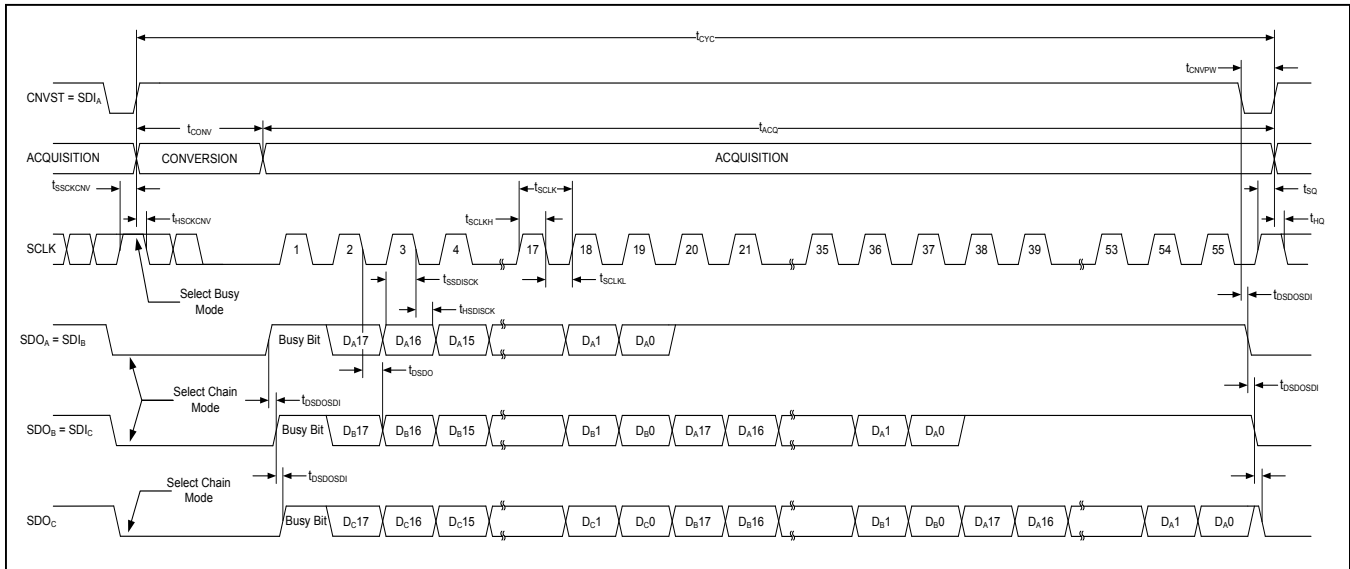 tCYC
tCNVPW
CNVST = SDIA
tCONV
tACQ
ACQUISITION CONVERSION ACQUISITION
tSSCKCNV tSCLK tSQ
tHSCKCNV tSCLKH tHQ
SCLK 1 2 3 4 17 18 19 20 21 35 36 37 38 39 53 54 55
Select Busy
Mode
tSSDISCK tSCLKL
tHSDISCK tDSDOSDI
SDOA = SDIB Busy Bit DA17 DA16 DA15 DA1 DA0
tDSDO
Select Chain
Mode
tDSDOSDI tDSDOSDI
SDOB = SDIC Busy Bit DB17 DB16 DB15 DB1 DB0 DA17 DA16 DA1 DA0
Select Chain
Mode
tDSDOSDI
SDOC Busy Bit DC17 DC16 DC15 DC1 DC0 DB17 DB16 DB1 DB0 DA17 DA16 DA1 DA0